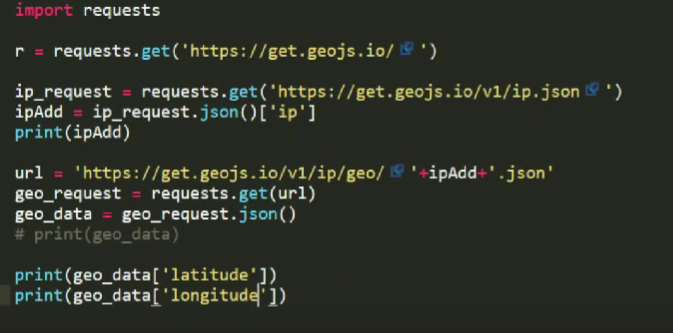 import requests
r = requests.get('https://get.geojs.io/ ')
ip_request = requests.get('https://get.geojs.io/v1/ip.json ')
ipAdd = ip_request.json()['ip']
print(ipAdd)
url = 'https://get.geojs.io/v1/ip/geo/ '+ipAdd+'.json'
geo_request = requests.get(url)
geo_data = geo_request.json()
# print(geo_data)
print(geo_data['latitude'])
print(geo_data['longitude'])